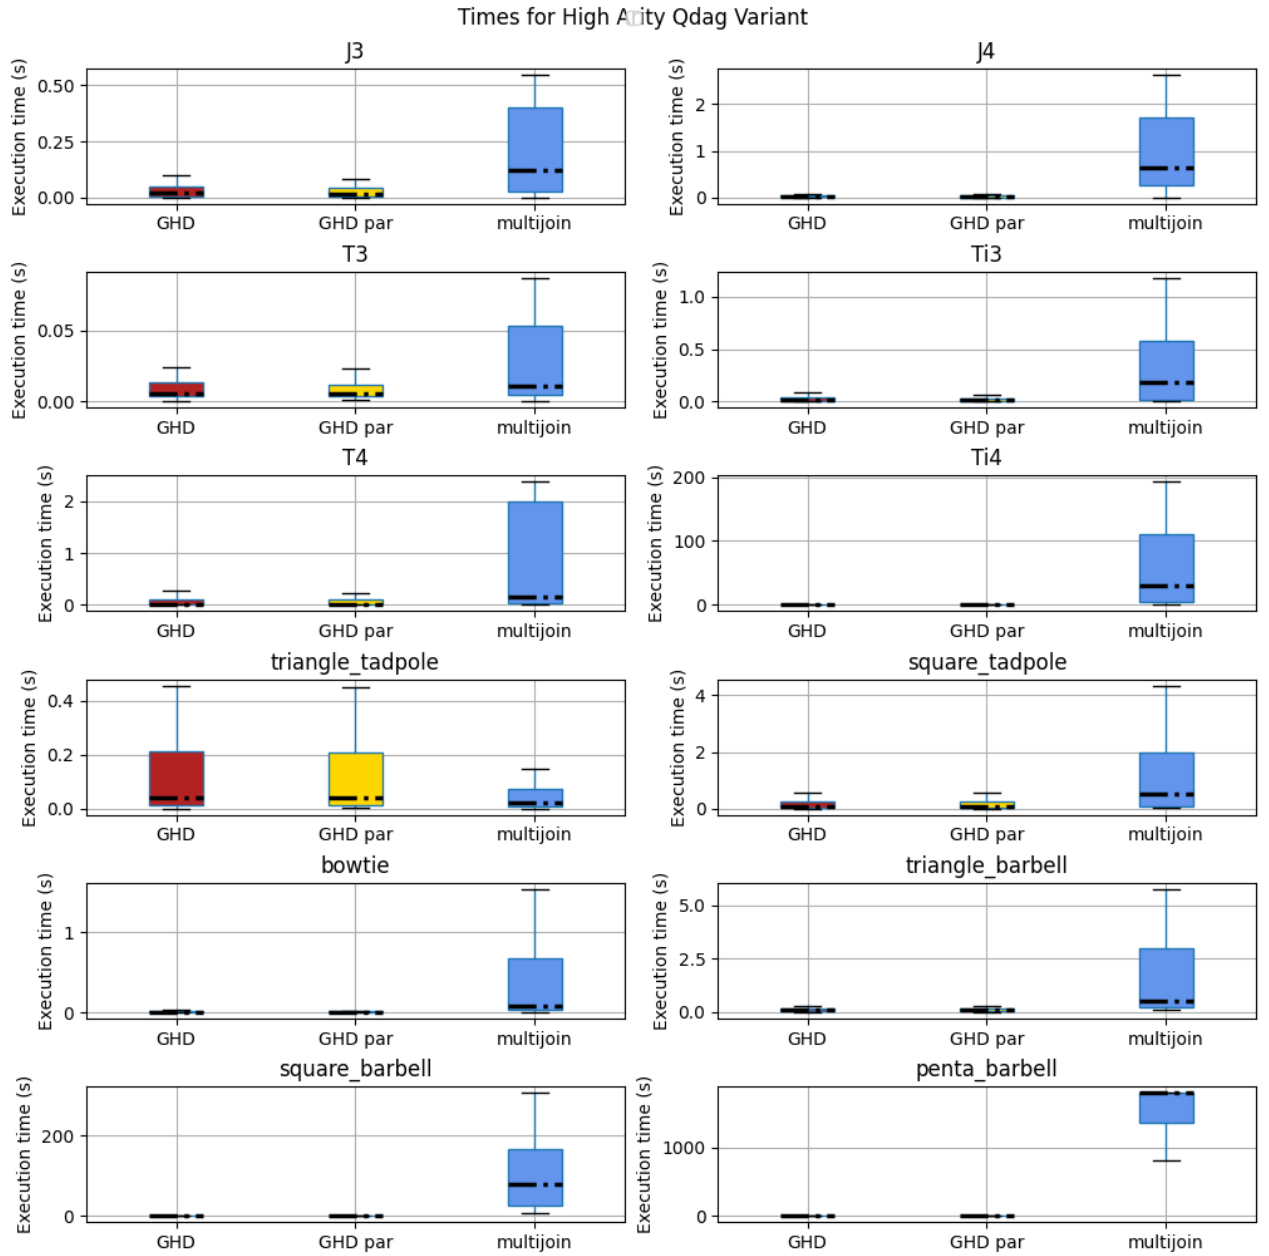 Times for High Arity Qdag Variant
J3
J4
Execution time (s)
0.50
0.25
0.00
GHD
GHD par
multijoin
Execution time (s)
2
1
0
GHD
GHD par
multijoin
T3
Ti3
Execution time (s)
0.05
0.00
GHD
GHD par
multijoin
Execution time (s)
1.0
0.5
0.0
GHD
GHD par
multijoin
T4
Ti4
Execution time (s)
2
1
0
GHD
GHD par
multijoin
Execution time (s)
200
100
0
GHD
GHD par
multijoin
triangle_tadpole
square_tadpole
Execution time (s)
0.4
0.2
0.0
GHD
GHD par
multijoin
Execution time (s)
4
2
0
GHD
GHD par
multijoin
bowtie
triangle_barbell
Execution time (s)
1
0
GHD
GHD par
multijoin
Execution time (s)
5.0
2.5
0.0
GHD
GHD par
multijoin
square_barbell
penta_barbell
Execution time (s)
200
0
GHD
GHD par
multijoin
Execution time (s)
1000
0
GHD
GHD par
multijoin